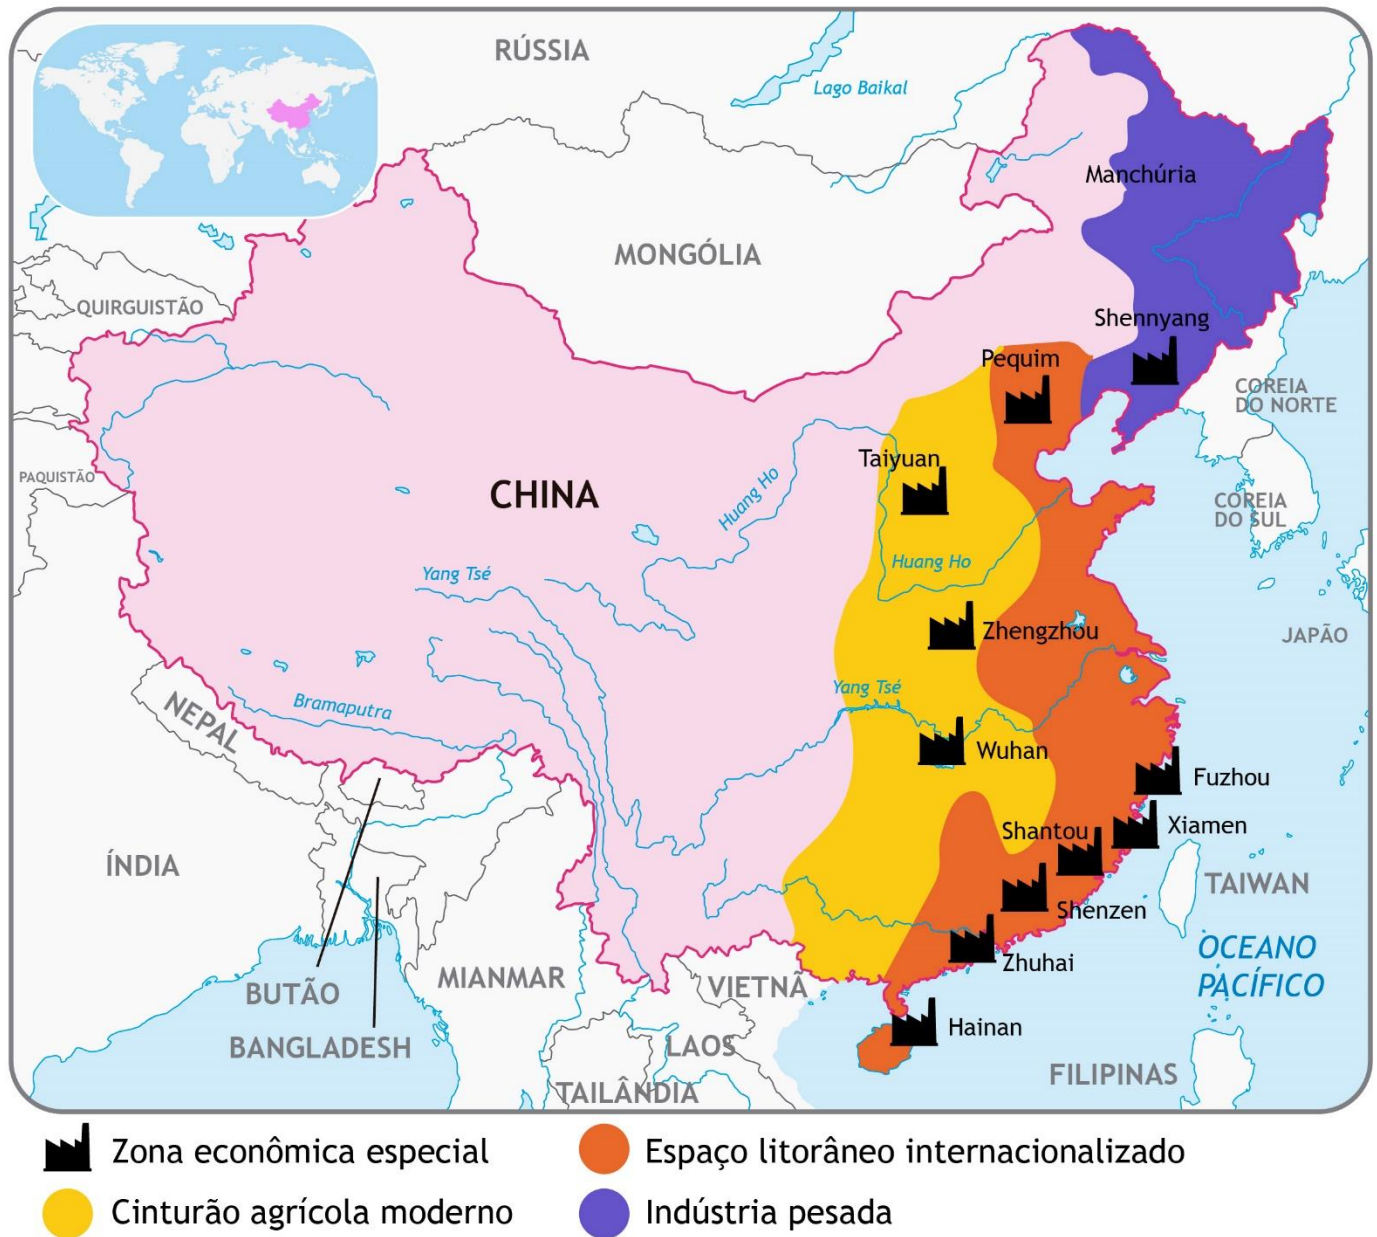 RÚSSIA
Lago Baikal
Manchúria
MONGÓLIA
QUIRGUISTÃO
Shennyang
Pequim
COREIA
DO NORTE
Taiyuan
PAQUISTÃO
CHINA
Huang Ho
COREIA
DO SUL
Huang Ho
Yang Tsé
Zhengzhou
JAPÃO
Yang Tsé
NEPAL
Bramaputra
Wuhan
Fuzhou
Shantou
Xiamen
ÍNDIA
TAIWAN
Shenzen
OCEANO
PACÍFICO
Zhuhai
MIANMAR
VIETNÃ
BUTÃO
Hainan
BANGLADESH
LAOS
FILIPINAS
TAILÂNDIA
Zona econômica especial
Espaço litorâneo internacionalizado
Cinturão agrícola moderno
Indústria pesada